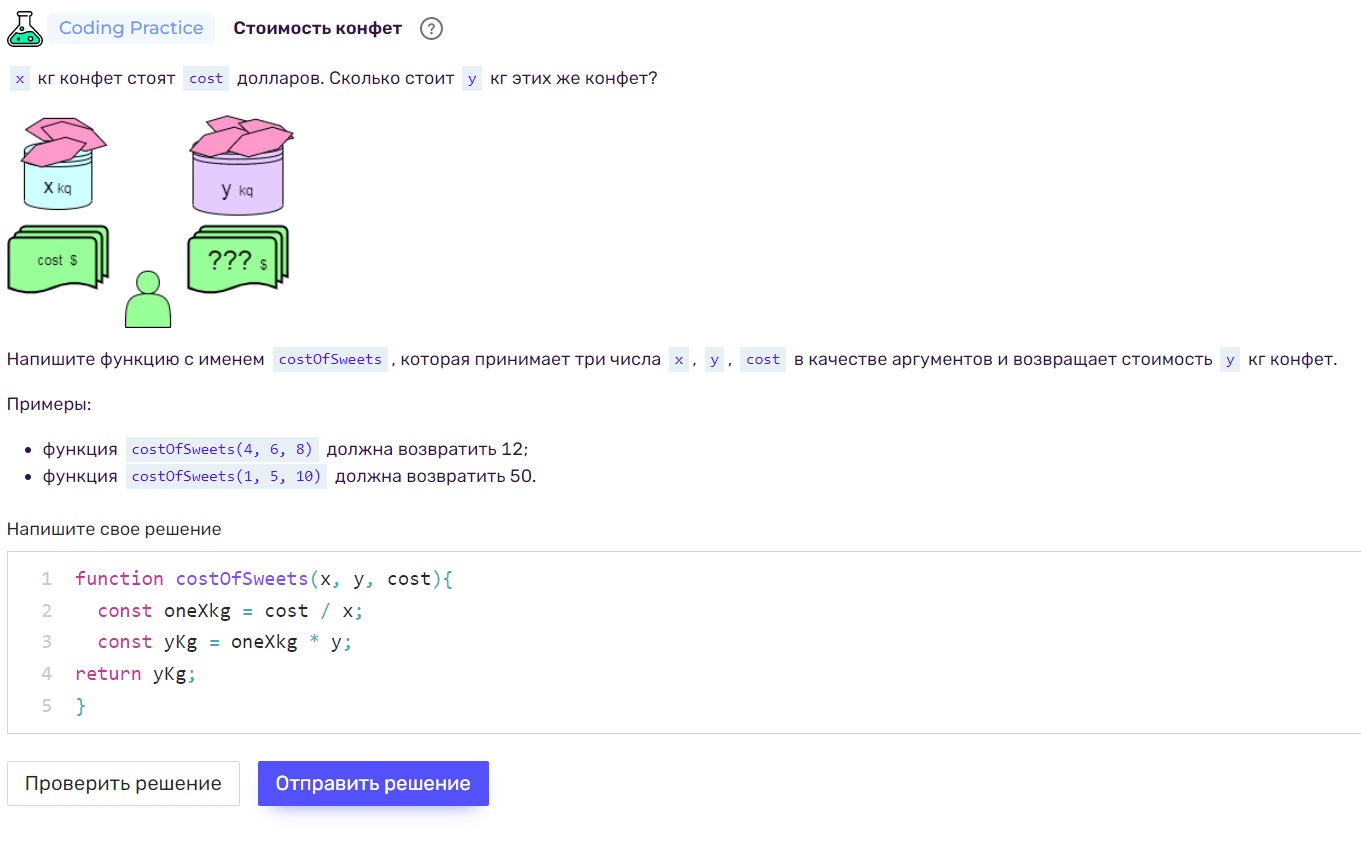 Coding Practice Стоимость конфет ?
x кг конфет стоят cost долларов. Сколько стоит y кг этих же конфет?
x kq y kq
cost $ ??? $
Напишите функцию с именем costOfSweets , которая принимает три числа x , y , cost в качестве аргументов и возвращает стоимость y кг конфет.
Примеры:
• функция costOfSweets(4, 6, 8) должна возвратить 12;
• функция costOfSweets(1, 5, 10) должна возвратить 50.
Напишите свое решение
1 function costOfSweets(x, y, cost){
2 const oneXkg = cost / x;
3 const yKg = oneXkg * y;
4 return yKg;
5 }
Проверить решение Отправить решение